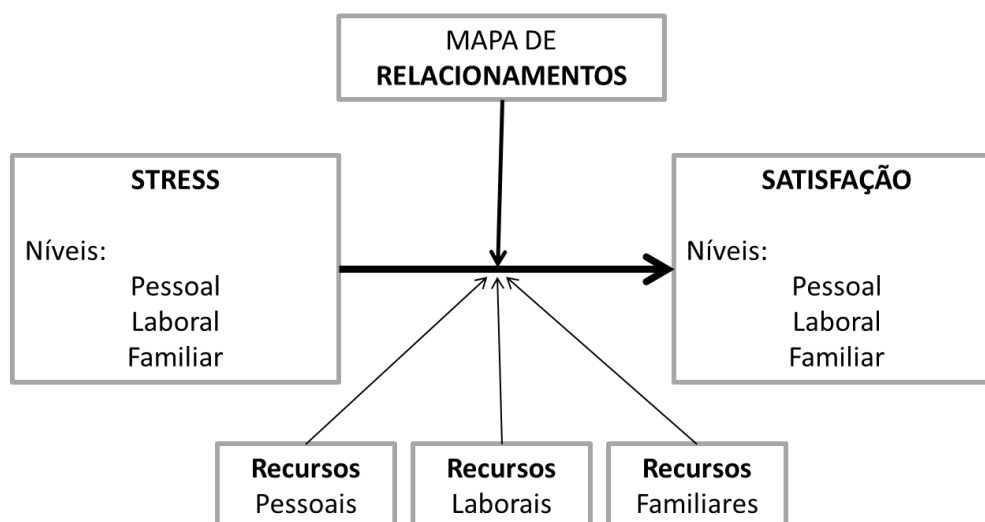 MAPA DE
RELACIONAMENTOS
STRESS
Níveis:
Pessoal
Laboral
Familiar
SATISFAÇÃO
Níveis:
Pessoal
Laboral
Familiar
Recursos
Pessoais
Recursos
Laborais
Recursos
Familiares